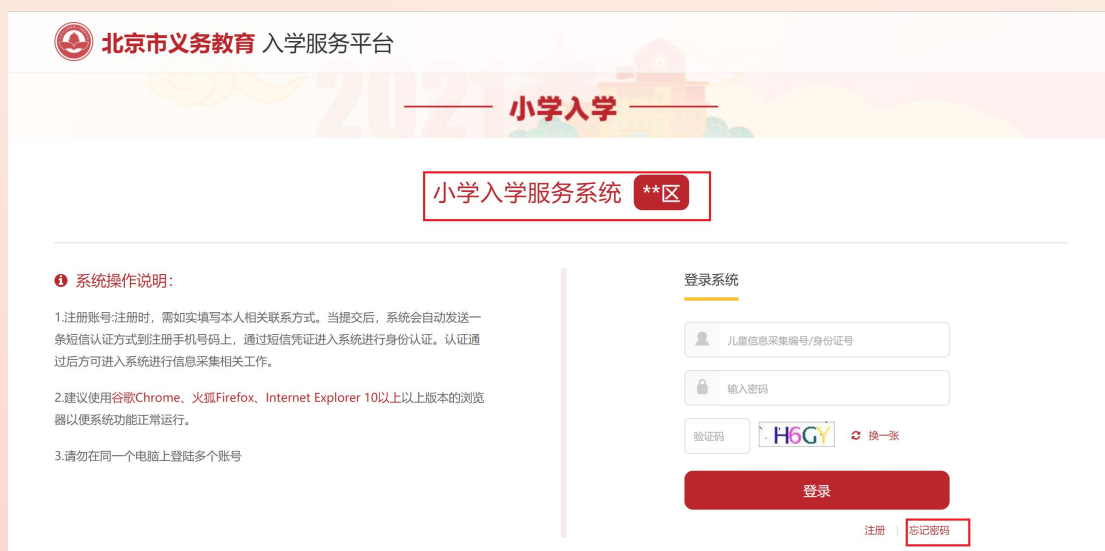 北京市义务教育 入学服务平台
2021
小学入学
小学入学服务系统 **区
系统操作说明：
1.注册账号:注册时，需如实填写本人相关联系方式。当提交后，系统会自动发送一
条短信认证方式到注册手机号码上，通过短信凭证进入系统进行身份认证。认证通
过后方可进入系统进行信息采集相关工作。
2.建议使用谷歌Chrome、火狐Firefox、Internet Explorer 10以上以上版本的浏览
器以便系统功能正常运行。
3.请勿在同一个电脑上登陆多个账号
登录系统
儿童信息采集编号/身份证号
输入密码
验证码 H6GY 换一张
登录
注册 | 忘记密码